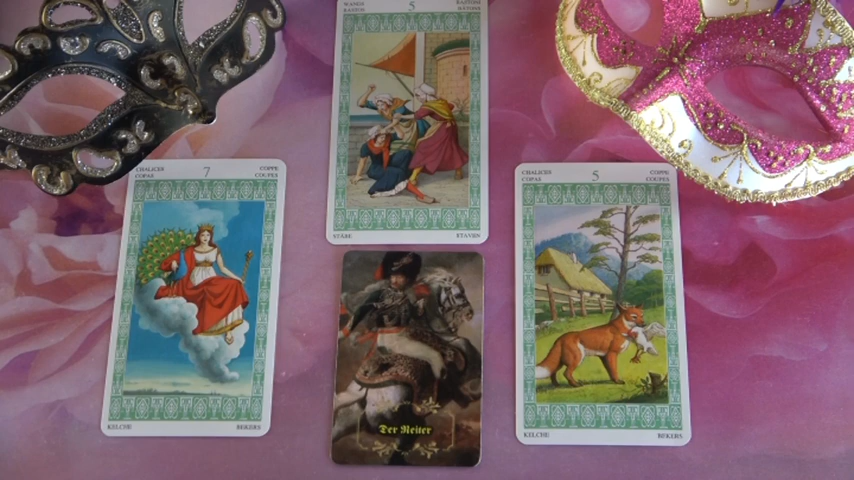 WANDS 5 BASTONI
BASTOS BÂTONS
STÄBE STAVEN
CHALICES 7 COPPE
COPAS COUPES
KELCHE BEKERS
CHALICES 5 COPPE
COPAS COUPES
KELCHE BEKERS
Der Reiter